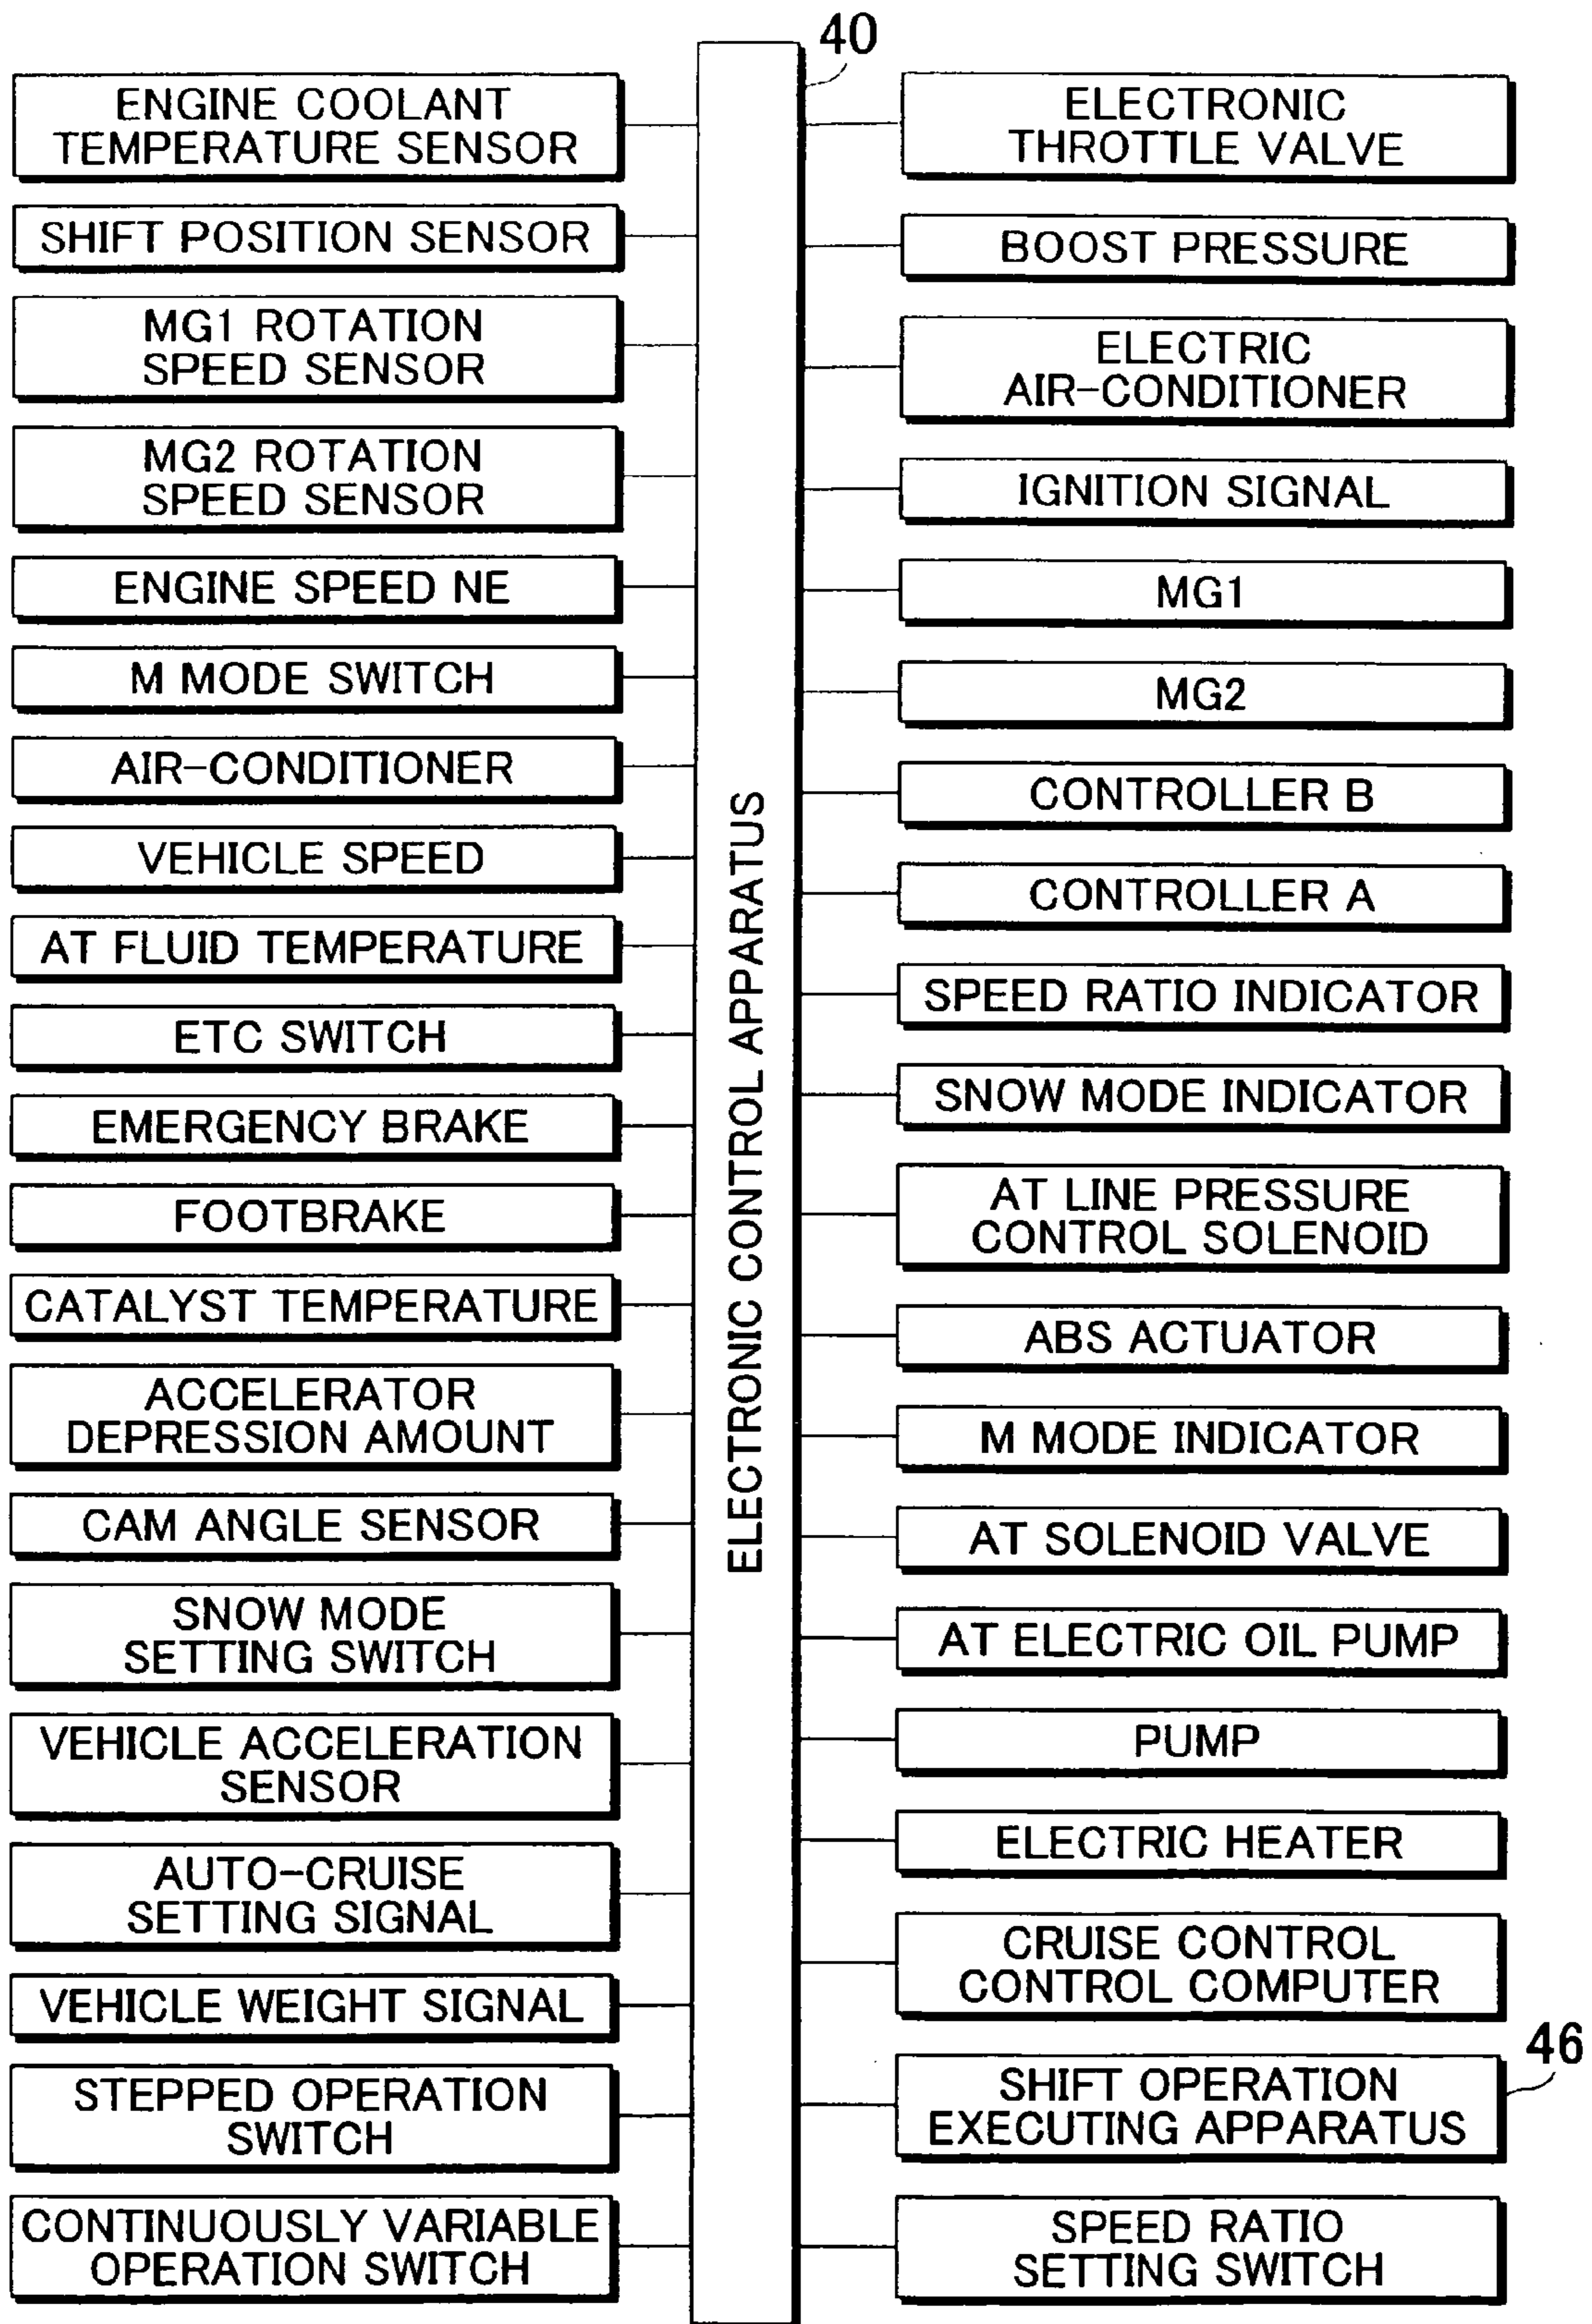 40
ENGINE COOLANT
TEMPERATURE SENSOR
SHIFT POSITION SENSOR
MG1 ROTATION
SPEED SENSOR
MG2 ROTATION
SPEED SENSOR
ENGINE SPEED NE
M MODE SWITCH
AIR-CONDITIONER
VEHICLE SPEED
AT FLUID TEMPERATURE
ETC SWITCH
EMERGENCY BRAKE
FOOTBRAKE
CATALYST TEMPERATURE
ACCELERATOR
DEPRESSION AMOUNT
CAM ANGLE SENSOR
SNOW MODE
SETTING SWITCH
VEHICLE ACCELERATION
SENSOR
AUTO-CRUISE
SETTING SIGNAL
VEHICLE WEIGHT SIGNAL
STEPPED OPERATION
SWITCH
CONTINUOUSLY VARIABLE
OPERATION SWITCH
ELECTRONIC CONTROL APPARATUS
ELECTRONIC
THROTTLE VALVE
BOOST PRESSURE
ELECTRIC
AIR-CONDITIONER
IGNITION SIGNAL
MG1
MG2
CONTROLLER B
CONTROLLER A
SPEED RATIO INDICATOR
SNOW MODE INDICATOR
AT LINE PRESSURE
CONTROL SOLENOID
ABS ACTUATOR
M MODE INDICATOR
AT SOLENOID VALVE
AT ELECTRIC OIL PUMP
PUMP
ELECTRIC HEATER
CRUISE CONTROL
CONTROL COMPUTER
46
SHIFT OPERATION
EXECUTING APPARATUS
SPEED RATIO
SETTING SWITCH